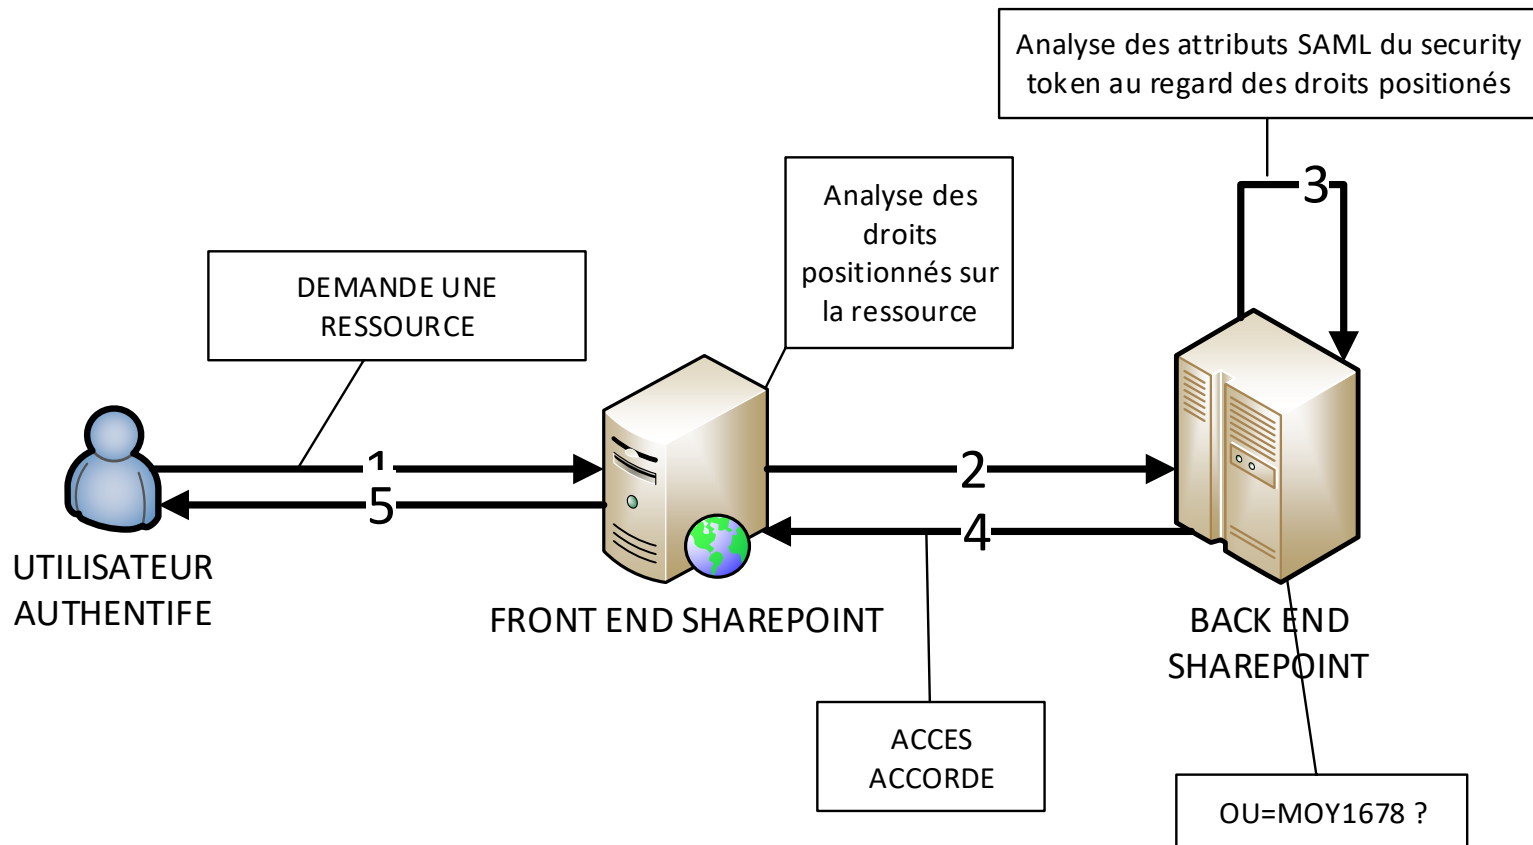 Analyse des attributs SAML du security
token au regard des droits positionés
3
Analyse des
droits
positionnés sur
la ressource
DEMANDE UNE
RESSOURCE
1
2
5
4
UTILISATEUR
AUTHENTIFE
FRONT END SHAREPOINT
BACK END
SHAREPOINT
ACCES
ACCORDE
OU=MOY1678 ?